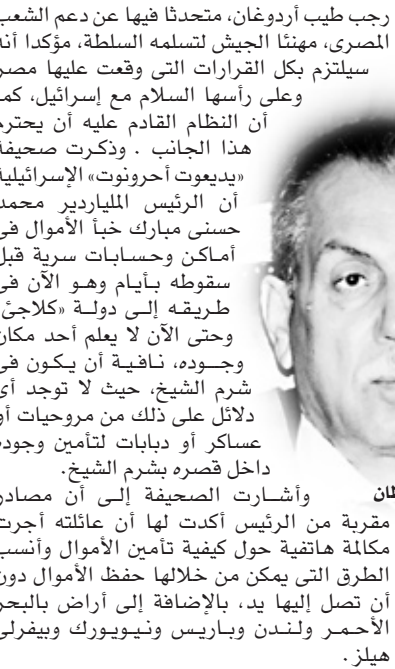 رجب طيب أردوغان، متحدثا فيها عن دعم الشعب
المصرى، مهنئا الجيش لتسلمه السلطة، مؤكدا أنه
سيلتزم بكل القرارات التى وقعت عليها مصر
وعلى رأسها السلام مع إسرائيل، كما
أن النظام القادم عليه أن يحترم
هذا الجانب . وذكرت صحيفة
«يديعوت أحرونوت» الإسرائيلية
أن الرئيس الملياردير محمد
حسنى مبارك خبأ الأموال فى
أماكن وحسابات سرية قبل
سقوطه بأيام وهو الآن فى
طريقه إلى دولة «كلاجئ»
وحتى الآن لا يعلم أحد مكان
وجوده، نافية أن يكون فى
شرم الشيخ، حيث لا توجد أى
دلائل على ذلك من مروحيات أو
عساكر أو دبابات لتأمين وجوده
داخل قصره بشرم الشيخ.
وأشارت الصحيفة إلى أن مصادر
مقربة من الرئيس أكدت لها أن عائلته أجرت
مكالمة هاتفية حول كيفية تأمين الأموال وأنسب
الطرق التى يمكن من خلالها حفظ الأموال دون
أن تصل إليها يد، بالإضافة إلى أراض بالبحر
الأحمر ولندن وباريس ونيويورك وبيفرلى
هيلز.